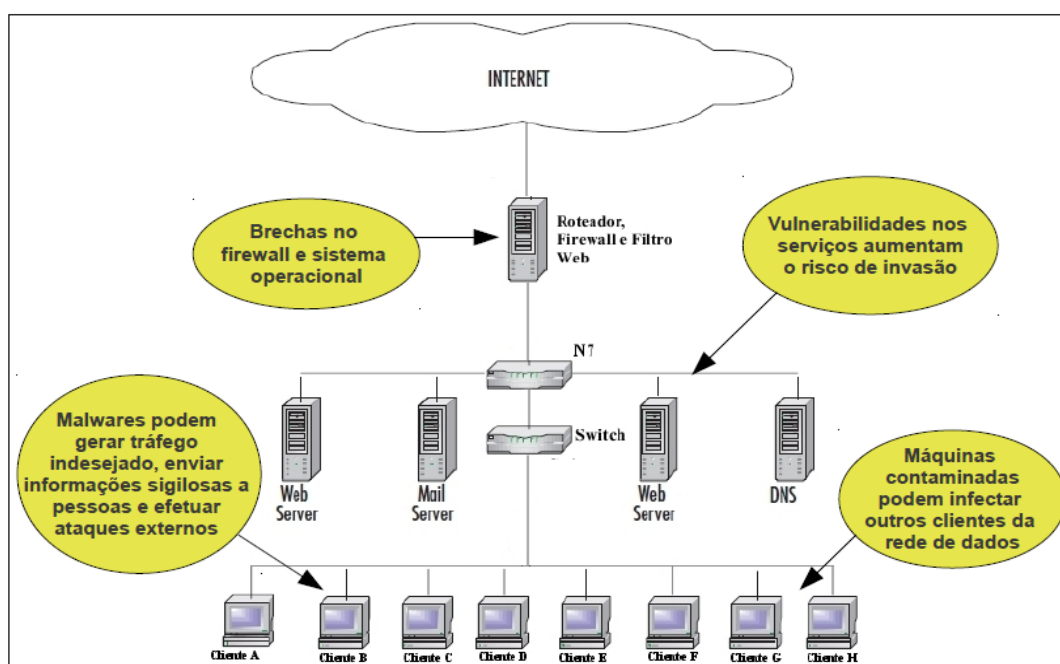 INTERNET
Brechas no
firewall e sistema
operacional
Roteador,
Firewall e Filtro
Web
Vulnerabilidades nos
serviços aumentam
o risco de invasão
N7
Switch
Malwares podem
gerar tráfego
indesejado, enviar
informações sigilosas a
pessoas e efetuar
ataques externos
Web
Server
Mail
Server
Web
Server
DNS
Máquinas
contaminadas
podem infectar
outros clientes da
rede de dados
Cliente A
Cliente B
Cliente C
Cliente D
Cliente E
Cliente F
Cliente G
Cliente H